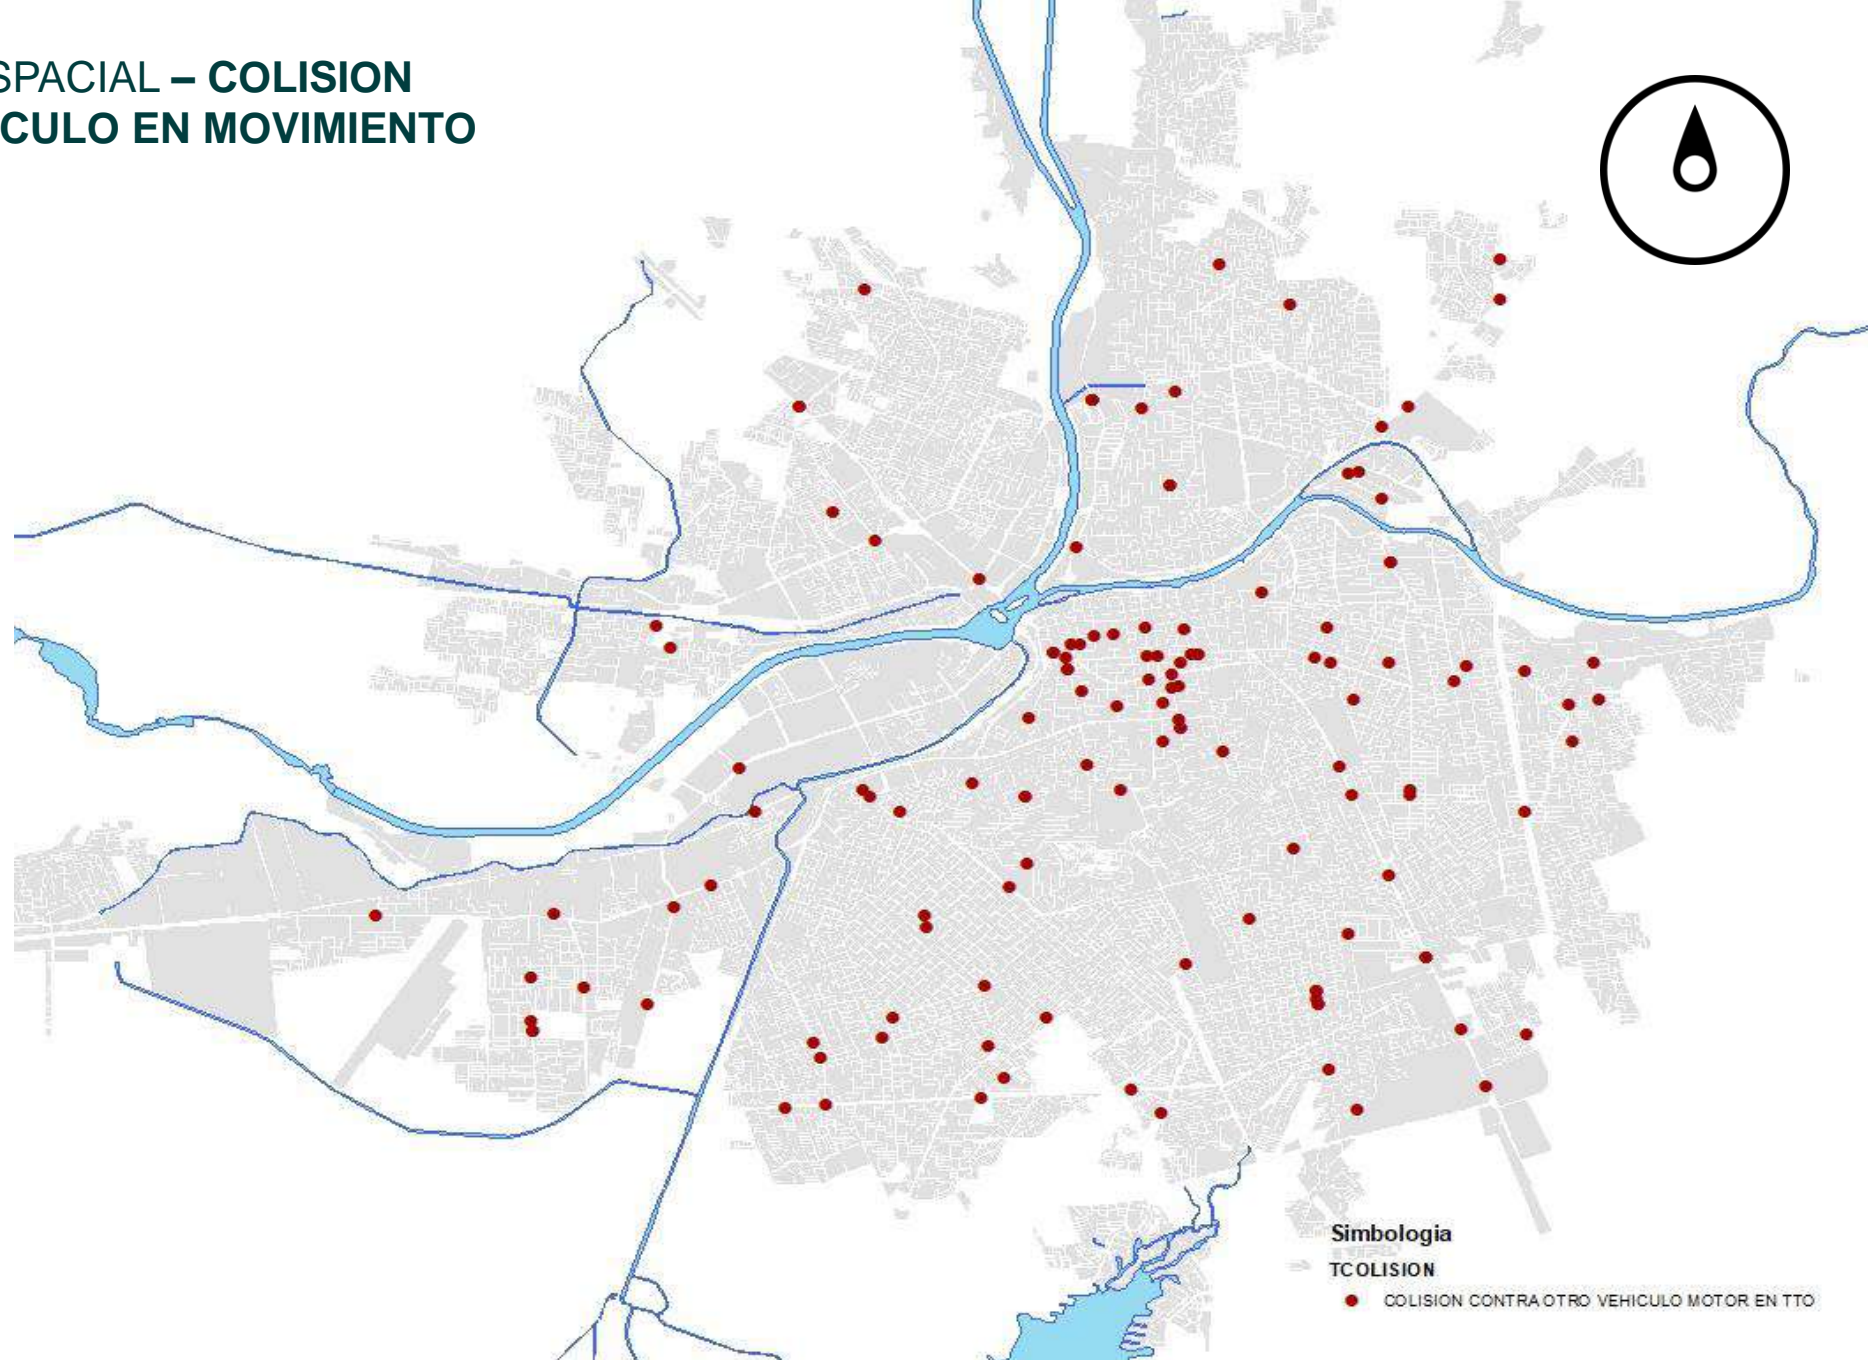 SPACIAL – COLISION
CULO EN MOVIMIENTO
Simbologia
TCOLISION
COLISION CONTRA OTRO VEHICULO MOTOR EN TTO